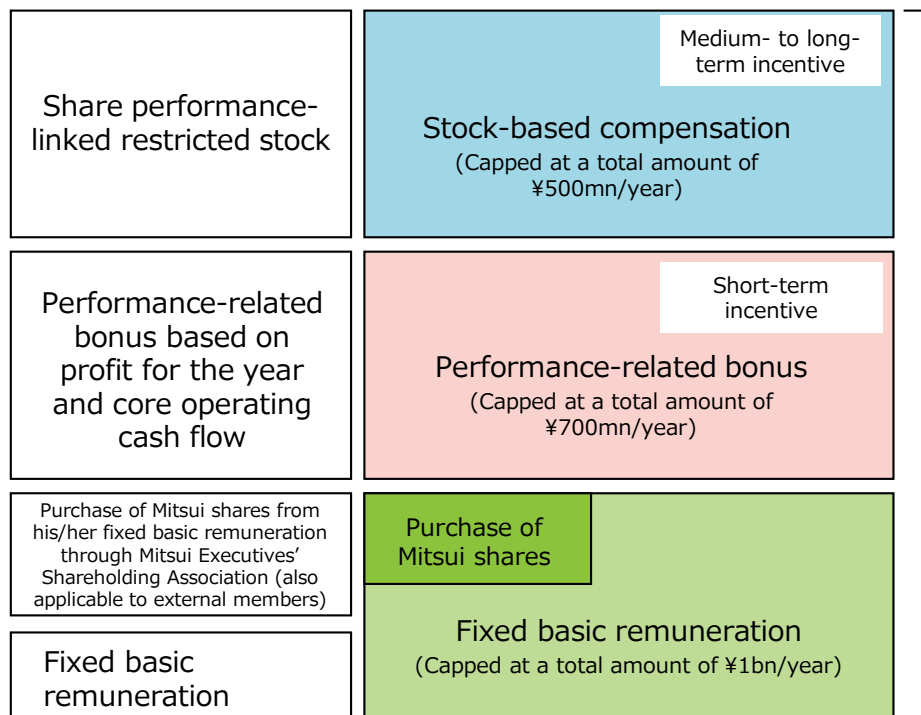 Share performance-
linked restricted stock
Medium- to long-
term incentive
Stock-based compensation
(Capped at a total amount of
¥500mn/year)
Performance-related
bonus based on
profit for the year
and core operating
cash flow
Short-term
incentive
Performance-related bonus
(Capped at a total amount of
¥700mn/year)
Purchase of Mitsui shares from
his/her fixed basic remuneration
through Mitsui Executives’
Shareholding Association (also
applicable to external members)
Purchase of
Mitsui shares
Fixed basic
remuneration
Fixed basic remuneration
(Capped at a total amount of ¥1bn/year)